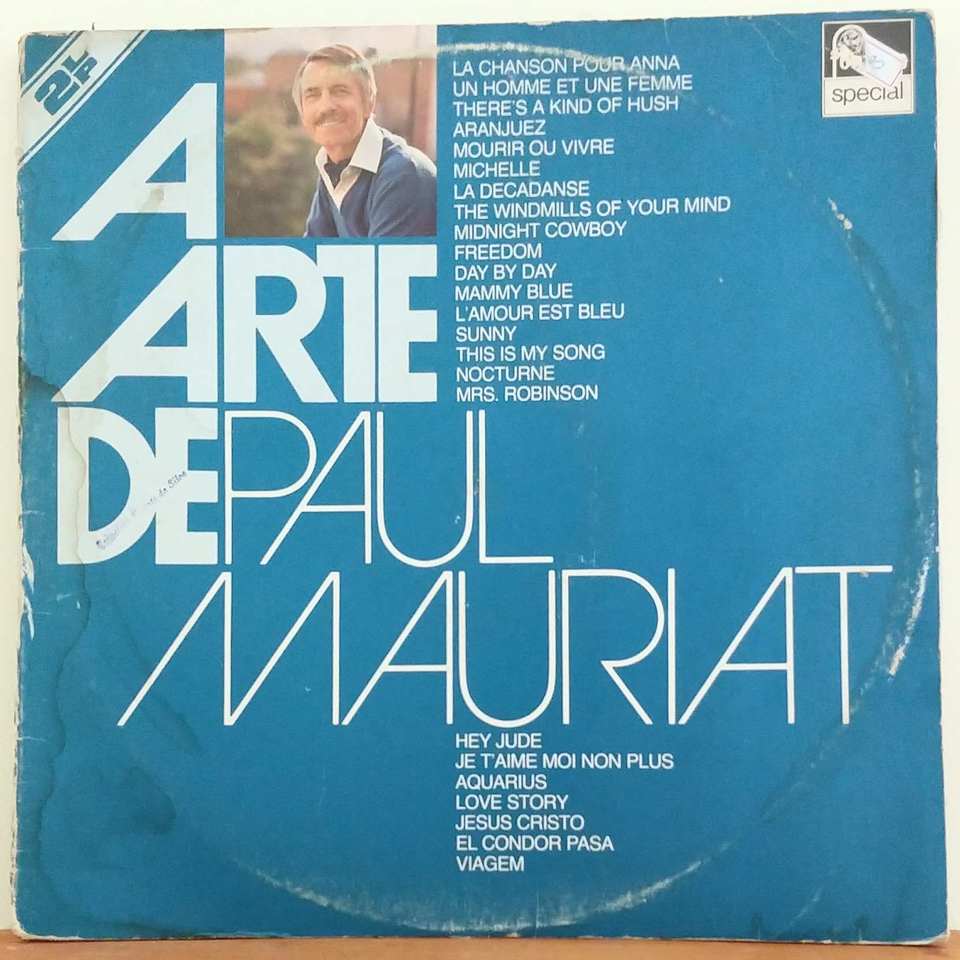 2LP
A
ARTE
DE PAUL
MAURIAT
LA CHANSON POUR ANNA
UN HOMME ET UNE FEMME
THERE'S A KIND OF HUSH
ARANJUEZ
MOURIR OU VIVRE
MICHELLE
LA DECADANSE
THE WINDMILLS OF YOUR MIND
MIDNIGHT COWBOY
FREEDOM
DAY BY DAY
MAMMY BLUE
L'AMOUR EST BLEU
SUNNY
THIS IS MY SONG
NOCTURNE
MRS. ROBINSON
HEY JUDE
JE T'AIME MOI NON PLUS
AQUARIUS
LOVE STORY
JESUS CRISTO
EL CONDOR PASA
VIAGEM
special